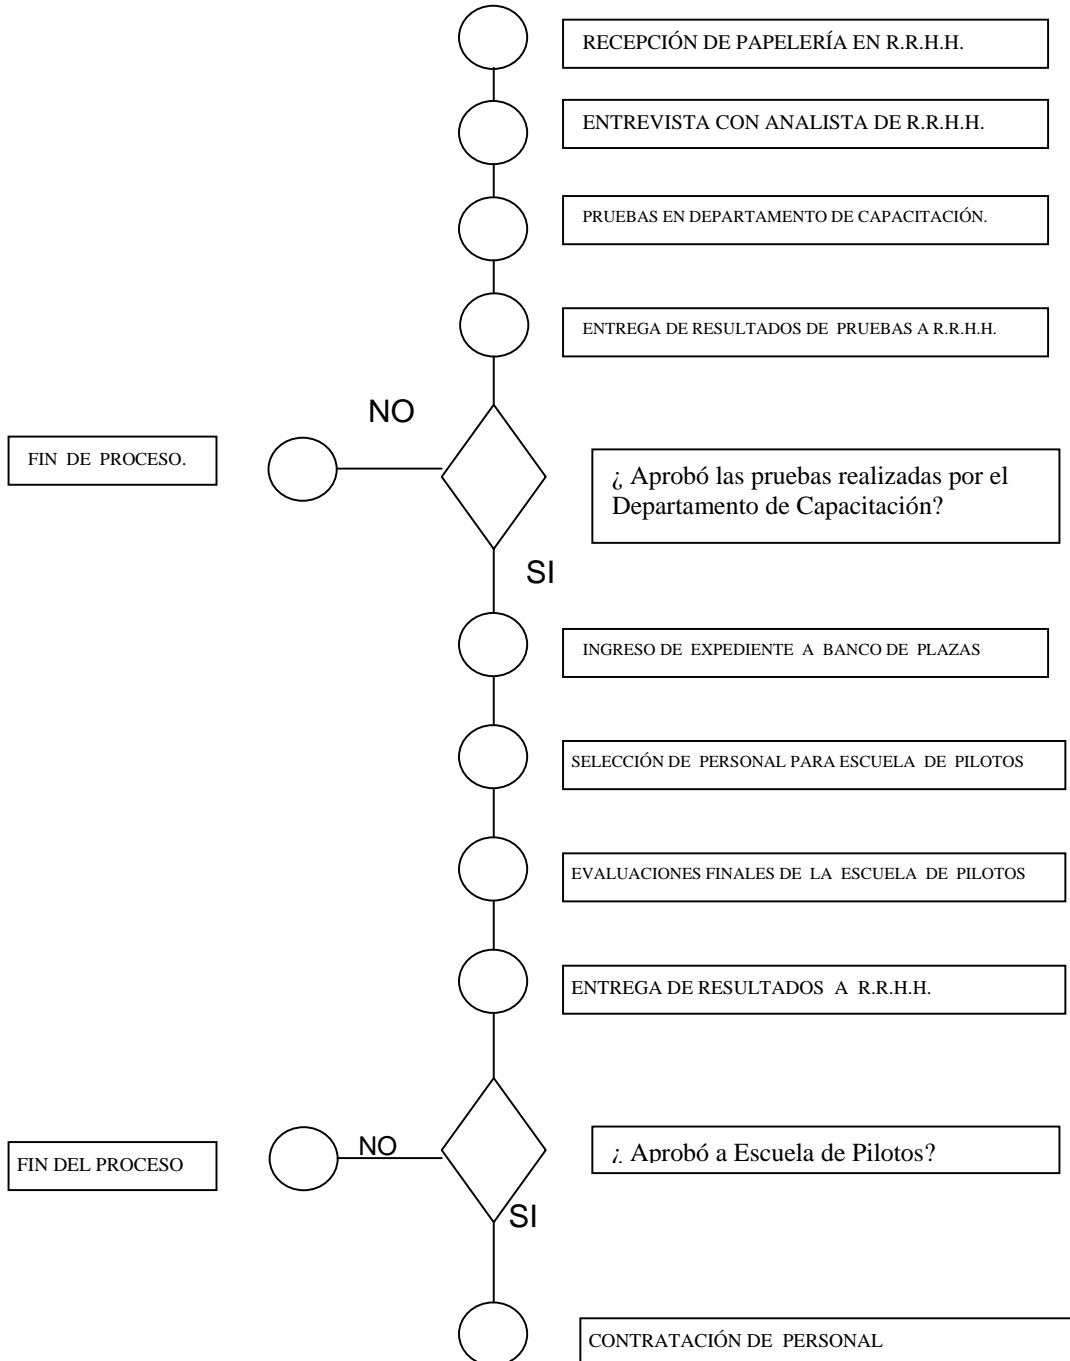 RECEPCIÓN DE PAPELERÍA EN R.R.H.H.
ENTREVISTA CON ANALISTA DE R.R.H.H.
PRUEBAS EN DEPARTAMENTO DE CAPACITACIÓN.
ENTREGA DE RESULTADOS DE PRUEBAS A R.R.H.H.
NO
FIN DE PROCESO.
¿ Aprobó las pruebas realizadas por el
Departamento de Capacitación?
SI
INGRESO DE EXPEDIENTE A BANCO DE PLAZAS
SELECCIÓN DE PERSONAL PARA ESCUELA DE PILOTOS
EVALUACIONES FINALES DE LA ESCUELA DE PILOTOS
ENTREGA DE RESULTADOS A R.R.H.H.
NO
FIN DEL PROCESO
¿ Aprobó a Escuela de Pilotos?
SI
CONTRATACIÓN DE PERSONAL